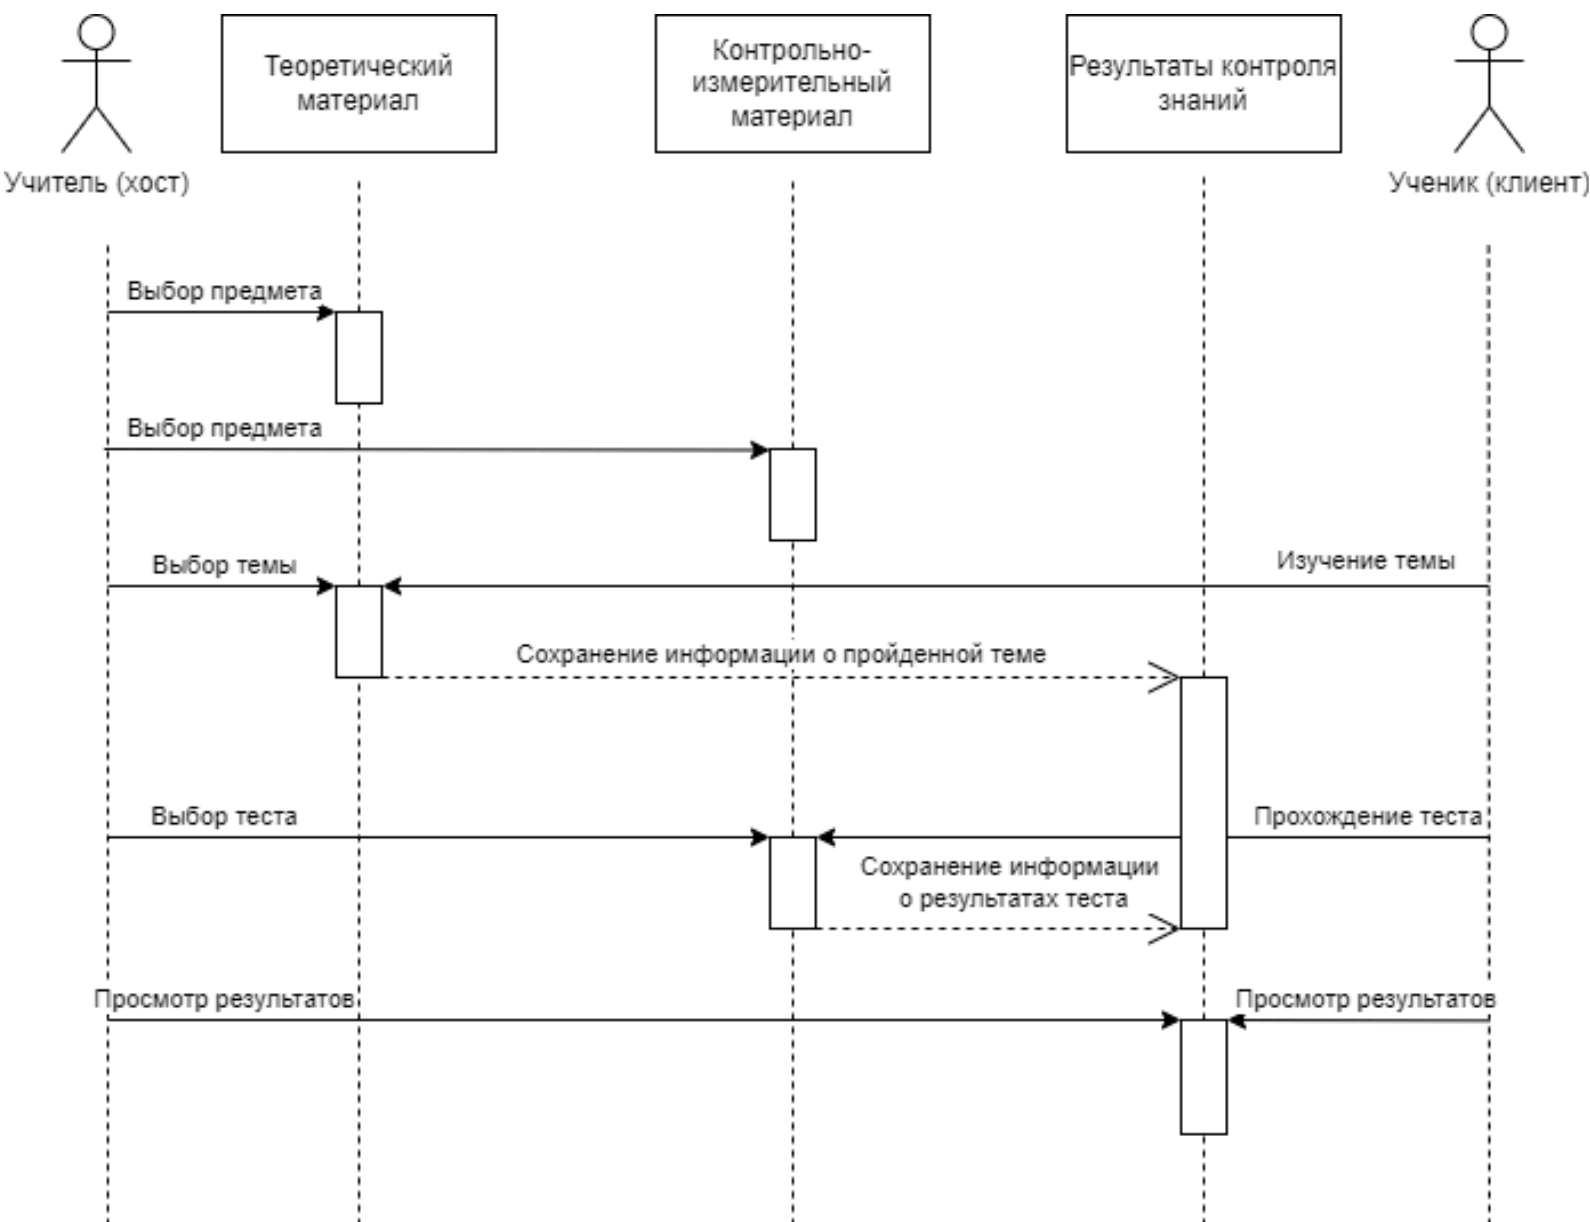 Теоретический
материал
Контрольно-
измерительный
материал
Результаты контроля
знаний
Учитель (хост)
Ученик (клиент)
Выбор предмета
Выбор предмета
Выбор темы
Изучение темы
Сохранение информации о пройденной теме
Выбор теста
Прохождение теста
Сохранение информации
о результатах теста
Просмотр результатов
Просмотр результатов